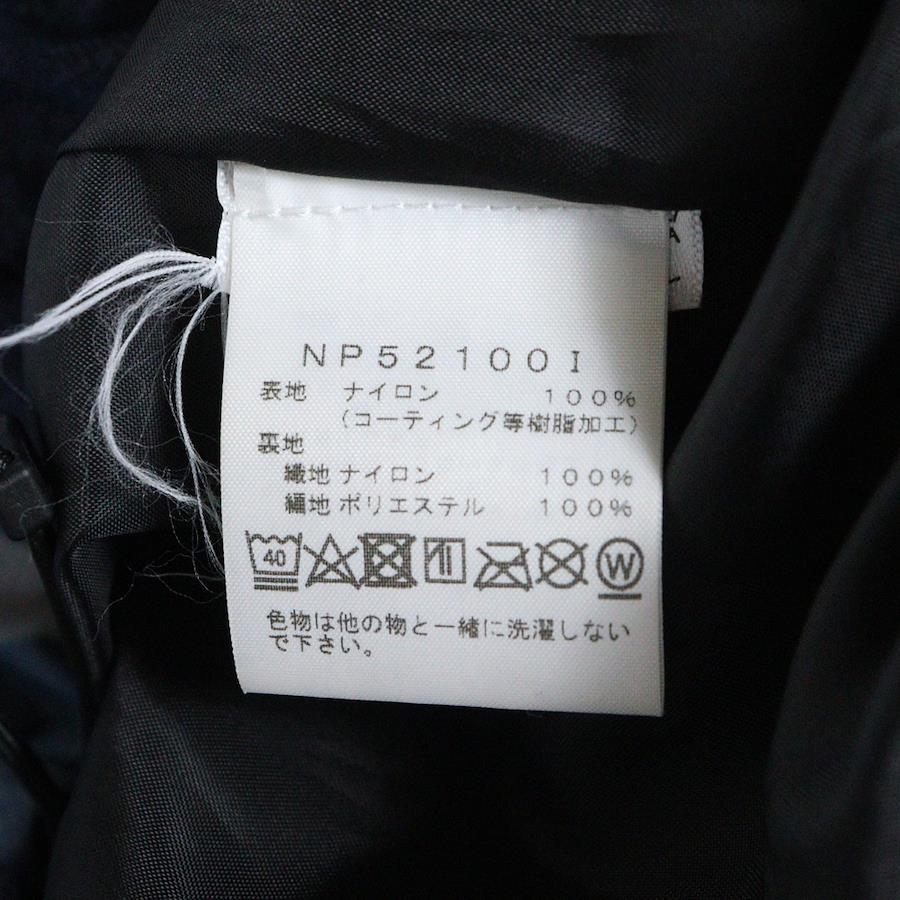 NP52100I
表地 ナイロン 100%
(コーティング等樹脂加工)
裏地
織地 ナイロン 100%
編地 ポリエステル 100%
40 W
色物は他の物と一緒に洗濯しない
で下さい。